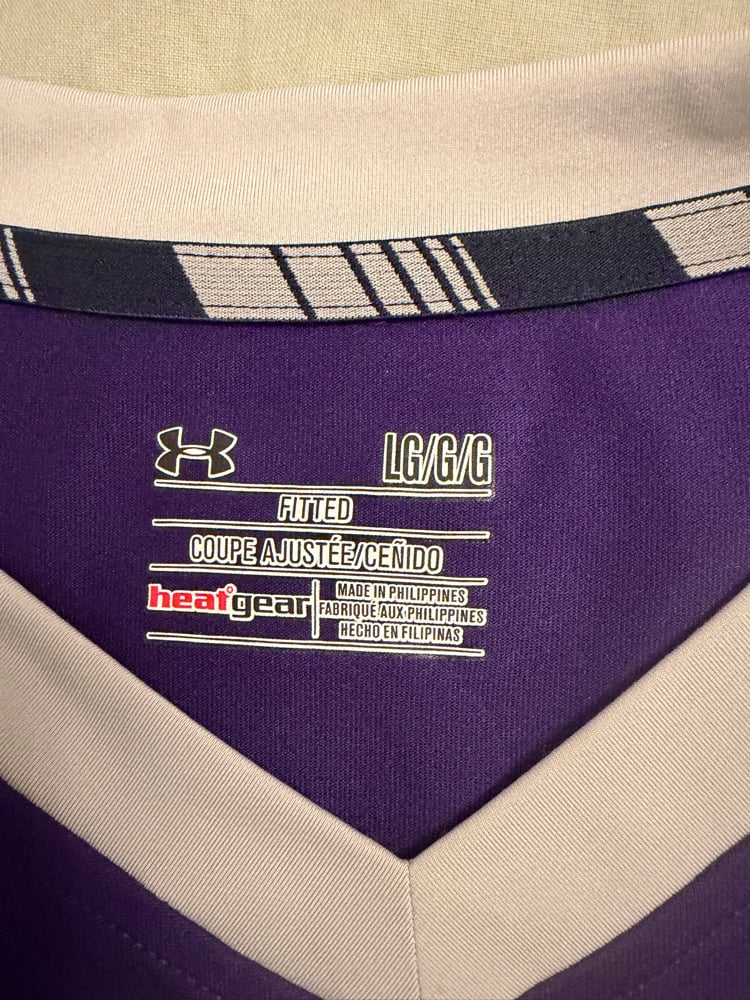 LG/G/G
FITTED
COUPE AJUSTÉE/CEÑIDO
heatgear
MADE IN PHILIPPINES
FABRIQUÉ AUX PHILIPPINES
HECHO EN FILIPINAS